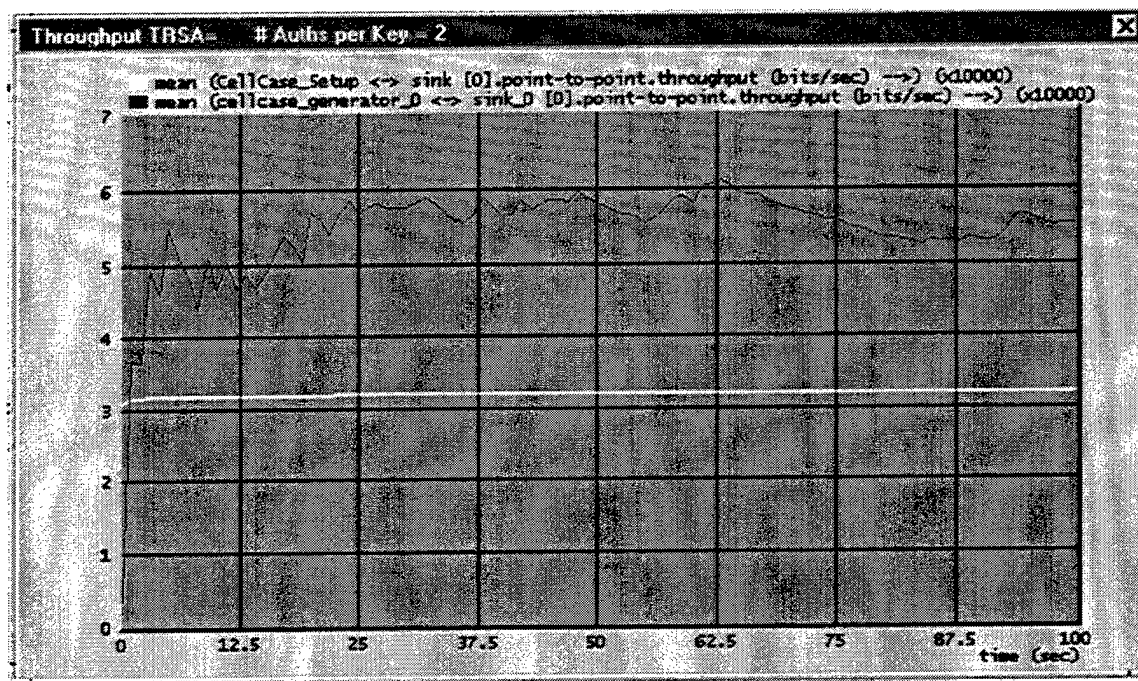 Throughput TRSA= # Auths per Key = 2
mean (CellCase_Setup <-> sink [0].point-to-point.throughput (bits/sec) -->) (x10000)
mean (cellcase_generator_0 <-> sink_0 [0].point-to-point.throughput (bits/sec) -->) (x10000)
7
6
5
4
3
2
1
0
0 12.5 25 37.5 50 62.5 75 87.5 100
time (sec)